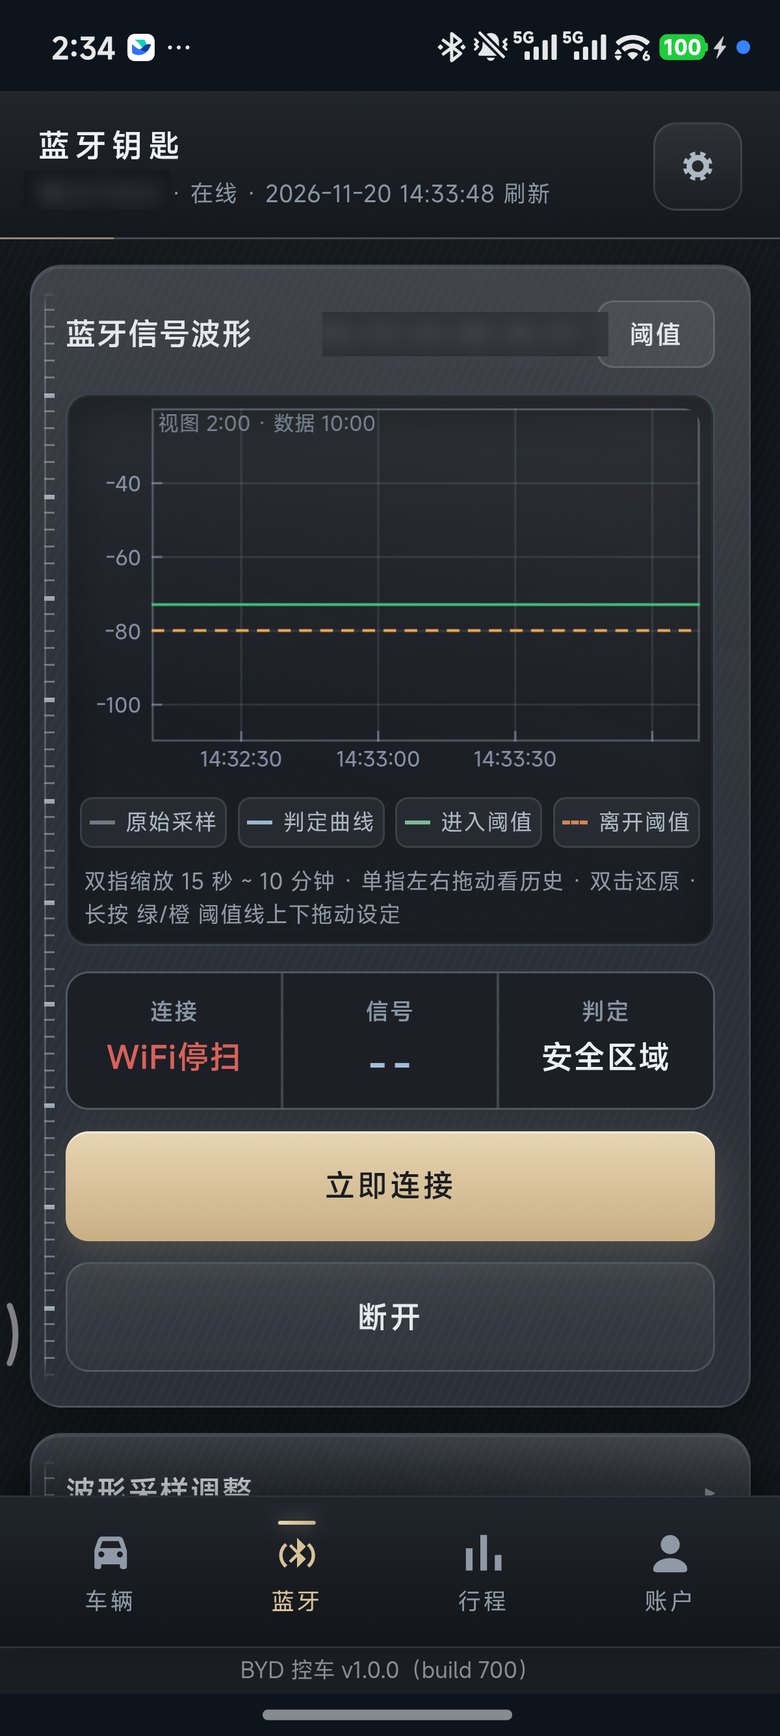 2:34 ···
5G 5G 6 100
蓝牙钥匙
· 在线 · 2026-11-20 14:33:48 刷新
蓝牙信号波形
阈值
视图 2:00 · 数据 10:00
-40
-60
-80
-100
14:32:30 14:33:00 14:33:30
原始采样 判定曲线 进入阈值 离开阈值
双指缩放 15 秒 ~ 10 分钟 · 单指左右拖动看历史 · 双击还原 ·
长按 绿/橙 阈值线上下拖动设定
连接 信号 判定
WiFi停扫 -- 安全区域
立即连接
断开
波形采样调整
车辆 蓝牙 行程 账户
BYD 控车 v1.0.0（build 700）